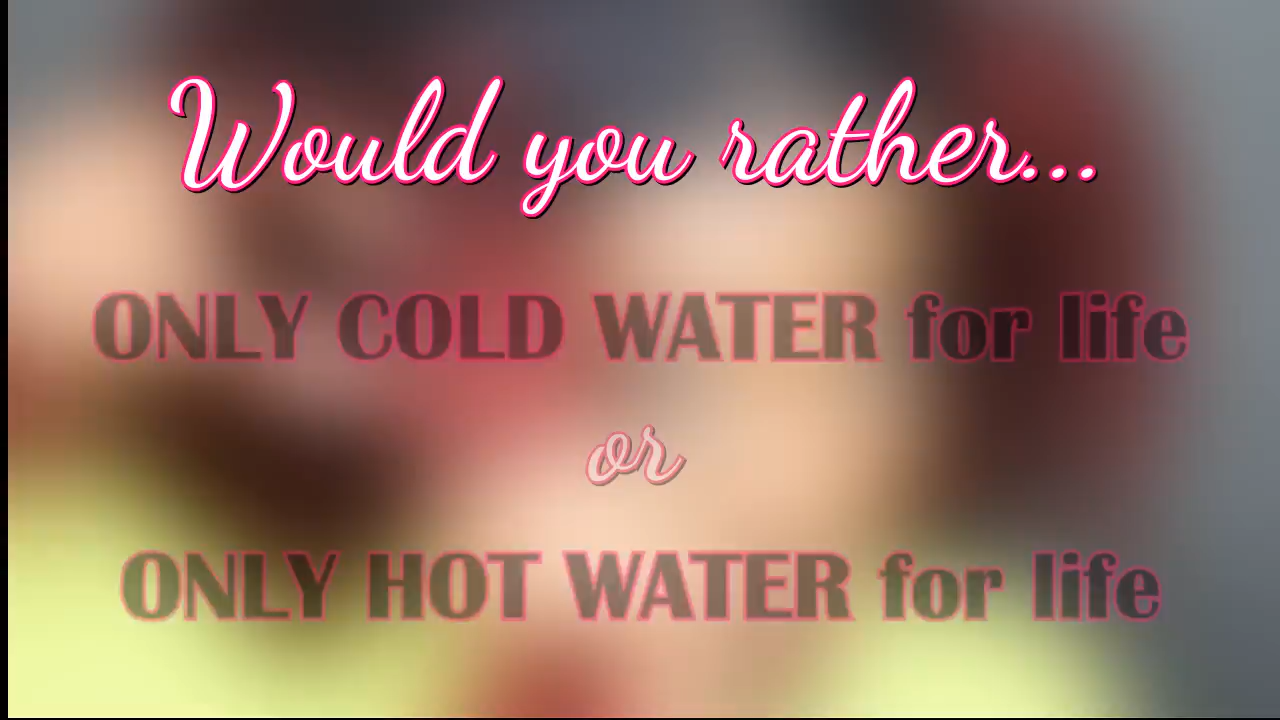 Would you rather...
ONLY COLD WATER for life
or
ONLY HOT WATER for life